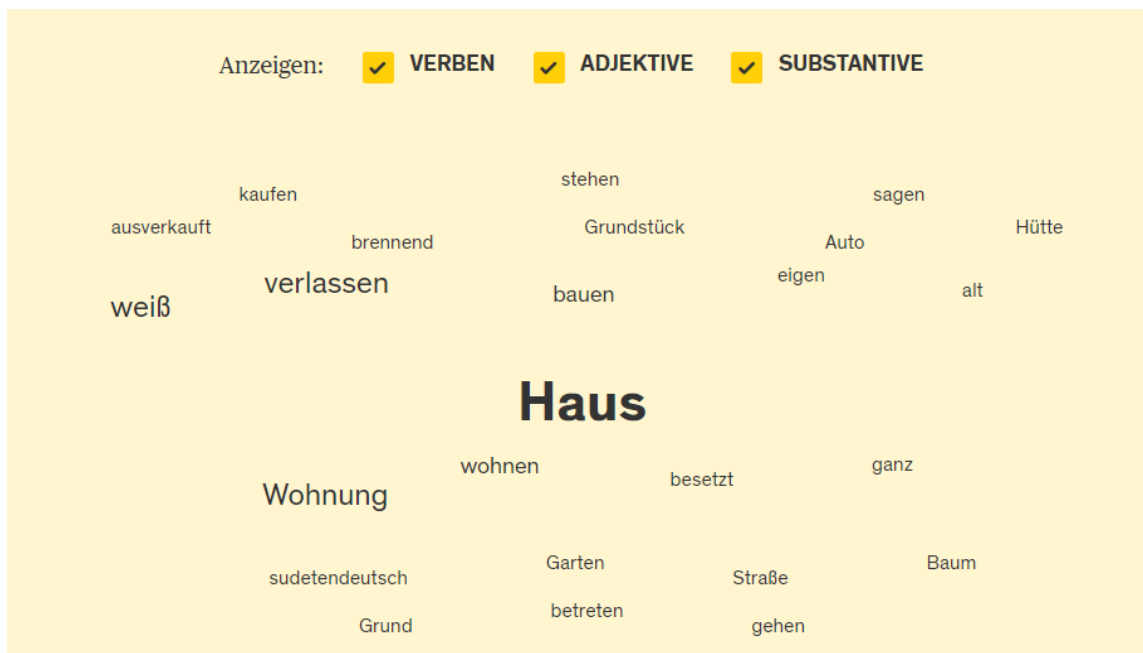 Anzeigen: VERBEN ADJEKTIVE SUBSTANTIVE
stehen
kaufen sagen
ausverkauft Grundstück Hütte
brennend Auto
verlassen eigen
weiß bauen alt
Haus
wohnen ganz
Wohnung besetzt
Garten Baum
sudetendeutsch Straße
betreten
Grund gehen